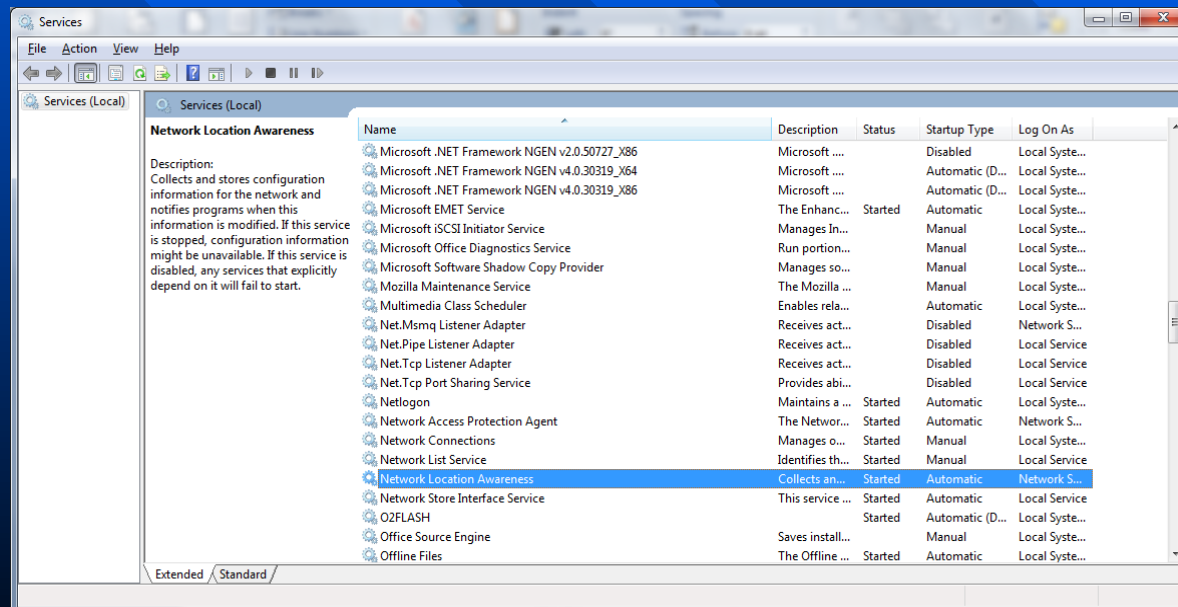 Services
File Action View Help
Services (Local)
Services (Local)
Network Location Awareness
Description:
Collects and stores configuration
information for the network and
notifies programs when this
information is modified. If this service
is stopped, configuration information
might be unavailable. If this service is
disabled, any services that explicitly
depend on it will fail to start.
Name Description Status Startup Type Log On As
Microsoft .NET Framework NGEN v2.0.50727_X86 Microsoft .... Disabled Local Syste...
Microsoft .NET Framework NGEN v4.0.30319_X64 Microsoft .... Automatic (D... Local Syste...
Microsoft .NET Framework NGEN v4.0.30319_X86 Microsoft .... Automatic (D... Local Syste...
Microsoft EMET Service The Enhanc... Started Automatic Local Syste...
Microsoft iSCSI Initiator Service Manages In... Manual Local Syste...
Microsoft Office Diagnostics Service Run portion... Manual Local Syste...
Microsoft Software Shadow Copy Provider Manages so... Manual Local Syste...
Mozilla Maintenance Service The Mozilla ... Manual Local Syste...
Multimedia Class Scheduler Enables rela... Automatic Local Syste...
Net.Msmq Listener Adapter Receives act... Disabled Network S...
Net.Pipe Listener Adapter Receives act... Disabled Local Service
Net.Tcp Listener Adapter Receives act... Disabled Local Service
Net.Tcp Port Sharing Service Provides abi... Disabled Local Service
Netlogon Maintains a ... Started Automatic Local Syste...
Network Access Protection Agent The Networ... Started Automatic Network S...
Network Connections Manages o... Started Manual Local Syste...
Network List Service Identifies th... Started Manual Local Service
Network Location Awareness Collects an... Started Automatic Network S...
Network Store Interface Service This service ... Started Automatic Local Service
O2FLASH Started Automatic (D... Local Syste...
Office Source Engine Saves install... Manual Local Syste...
Offline Files The Offline ... Started Automatic Local Syste...
Extended Standard